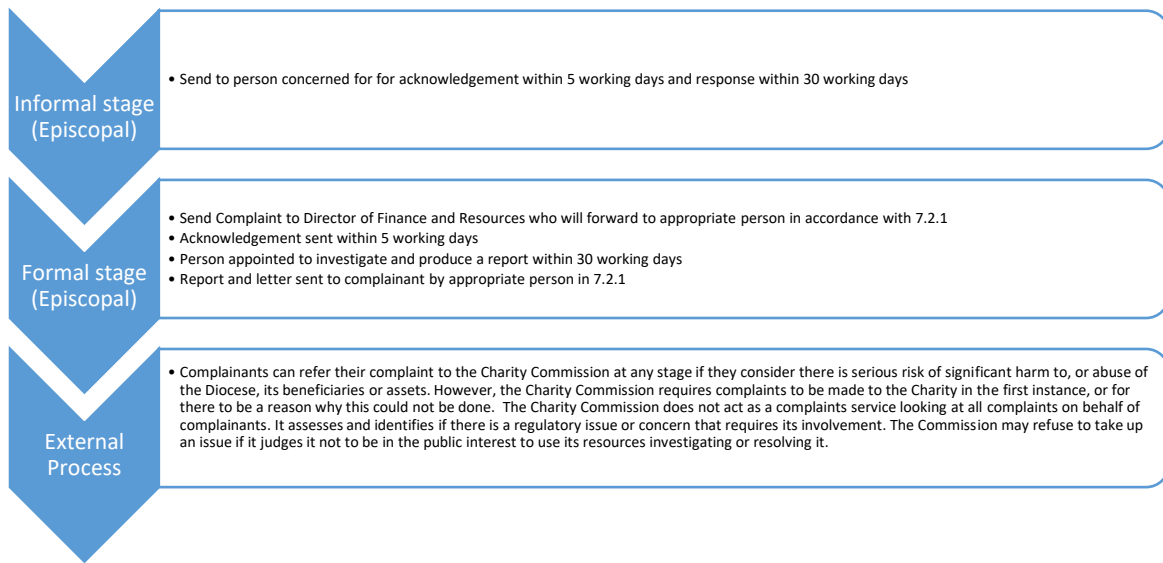 Informal stage
(Episcopal)
• Send to person concerned for for acknowledgement within 5 working days and response within 30 working days
Formal stage
(Episcopal)
• Send Complaint to Director of Finance and Resources who will forward to appropriate person in accordance with 7.2.1
• Acknowledgement sent within 5 working days
• Person appointed to investigate and produce a report within 30 working days
• Report and letter sent to complainant by appropriate person in 7.2.1
External
Process
• Complainants can refer their complaint to the Charity Commission at any stage if they consider there is serious risk of significant harm to, or abuse of
the Diocese, its beneficiaries or assets. However, the Charity Commission requires complaints to be made to the Charity in the first instance, or for
there to be a reason why this could not be done.  The Charity Commission does not act as a complaints service looking at all complaints on behalf of
complainants. It assesses and identifies if there is a regulatory issue or concern that requires its involvement. The Commission may refuse to take up
an issue if it judges it not to be in the public interest to use its resources investigating or resolving it.